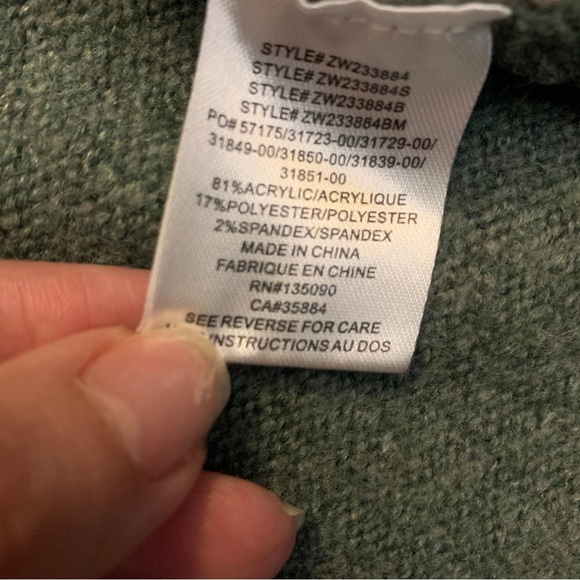 STYLE# ZW233884
STYLE# ZW233884S
STYLE# ZW233884B
STYLE# ZW233884BM
PO# 57175/31723-00/31729-00/
31849-00/31850-00/31839-00/
31851-00
81%ACRYLIC/ACRYLIQUE
17%POLYESTER/POLYESTER
2%SPANDEX/SPANDEX
MADE IN CHINA
FABRIQUE EN CHINE
RN#135090
CA#35884
SEE REVERSE FOR CARE
INSTRUCTIONS AU DOS